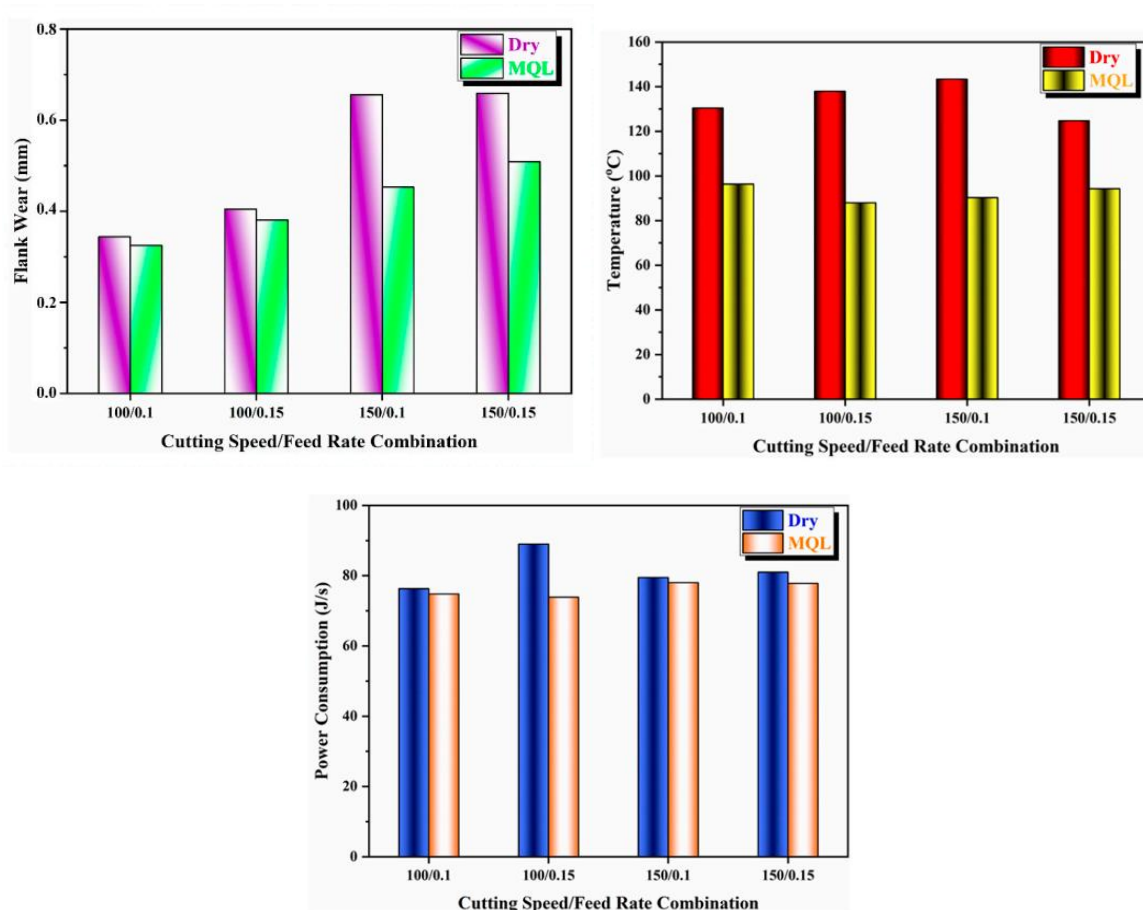 0.8
0.6
0.4
0.2
0.0
Flank Wear (mm)
Dry
MQL
100/0.1 100/0.15 150/0.1 150/0.15
Cutting Speed/Feed Rate Combination
160
140
120
100
80
60
40
20
0
Temperature (⁰C)
Dry
MQL
100/0.1 100/0.15 150/0.1 150/0.15
Cutting Speed/Feed Rate Combination
100
80
60
40
20
0
Power Consumption (J/s)
Dry
MQL
100/0.1 100/0.15 150/0.1 150/0.15
Cutting Speed/Feed Rate Combination